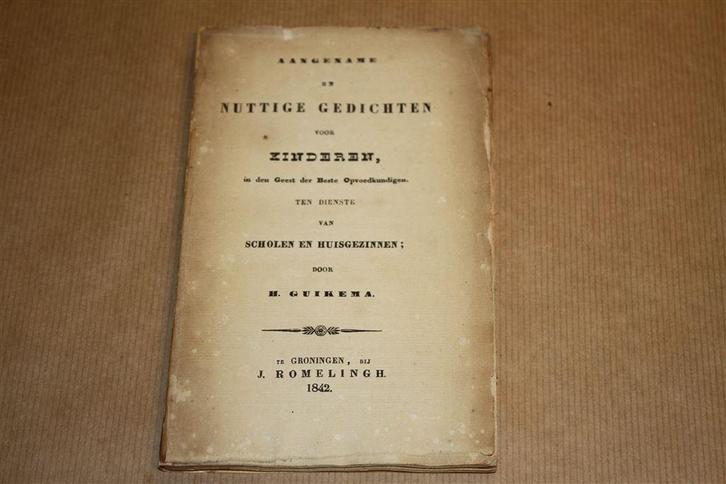 AANGENAME
EN
NUTTIGE GEDICHTEN
VOOR
KINDEREN,
in den Geest der Beste Opvoedkundigen.
TEN DIENSTE
VAN
SCHOLEN EN HUISGEZINNEN;
DOOR
H. GUIKEMA.
TE GRONINGEN, BIJ
J. ROMELINGH.
1842.